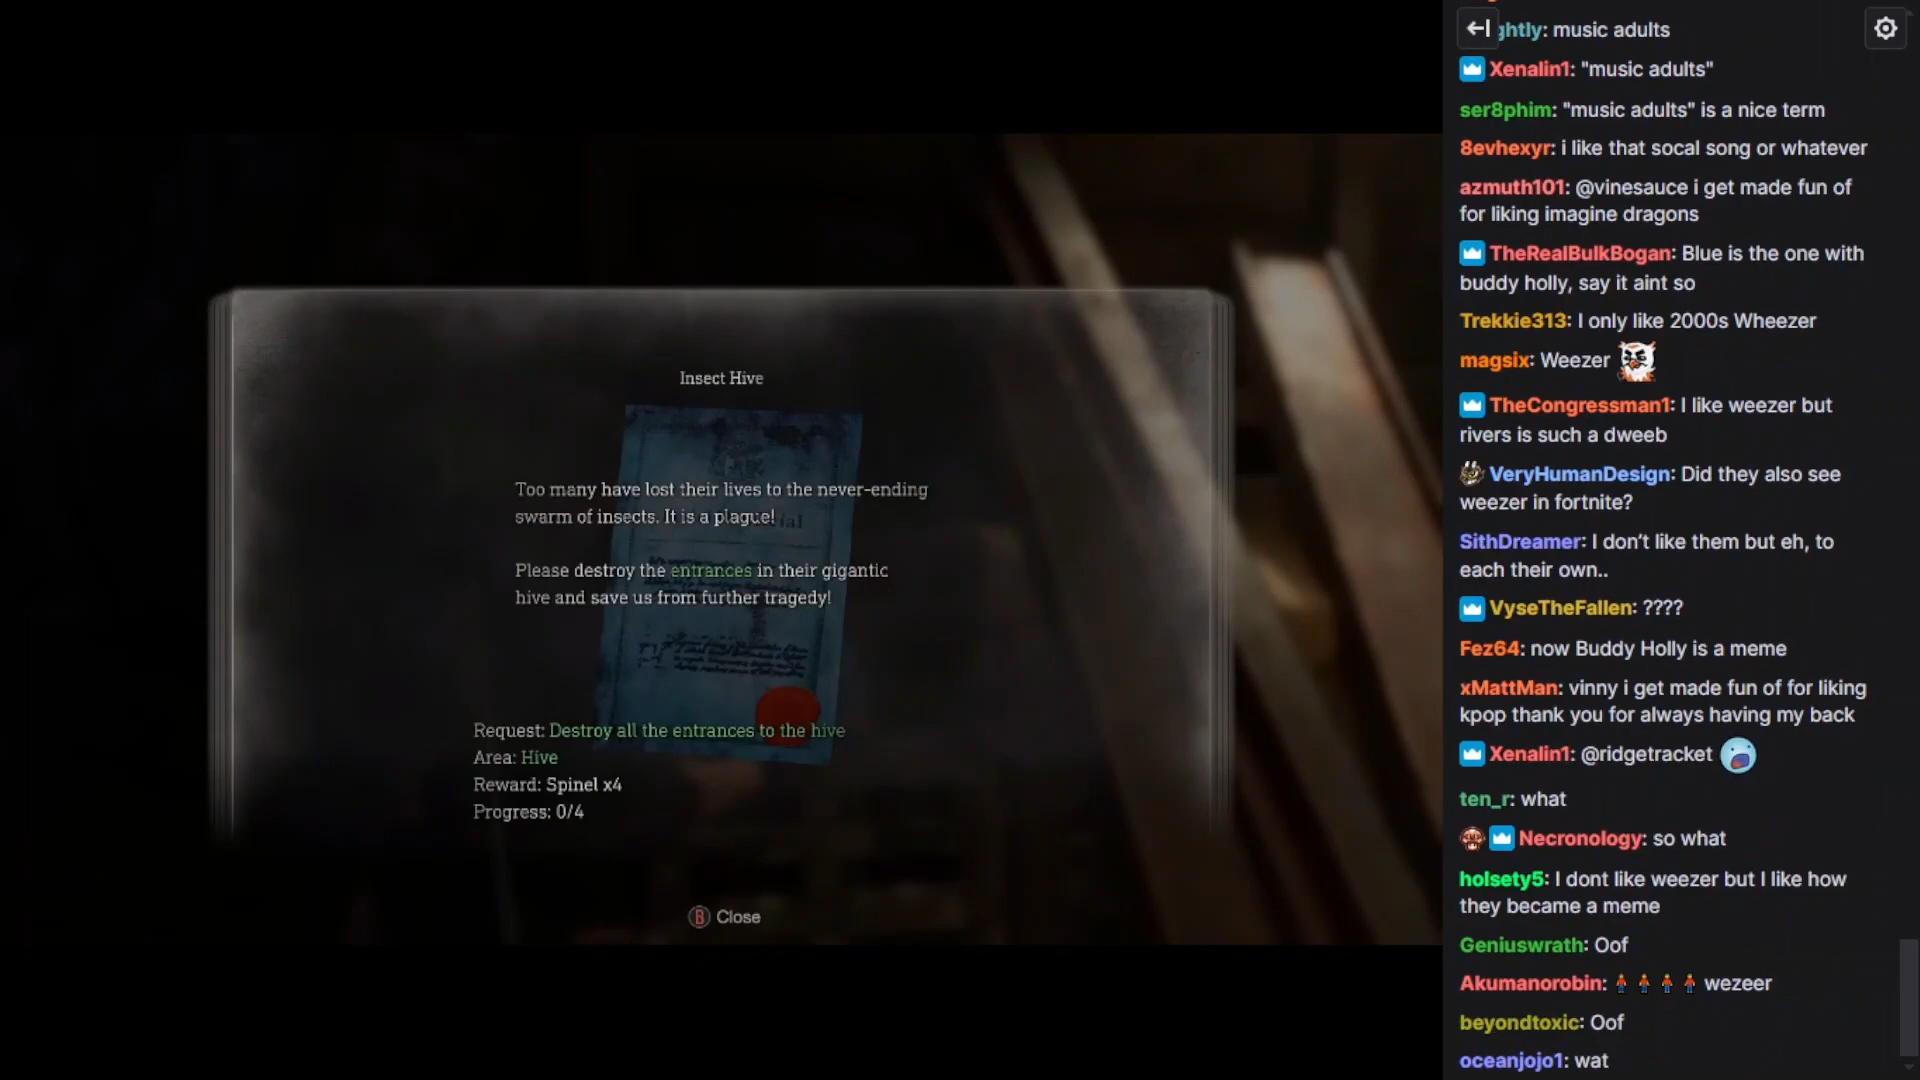 Insect Hive
Too many have lost their lives to the never-ending
swarm of insects. It is a plague!
Please destroy the entrances in their gigantic
hive and save us from further tragedy!
Request: Destroy all the entrances to the hive
Area: Hive
Reward: Spinel x4
Progress: 0/4
B Close
ghtly: music adults
Xenalin1: "music adults"
ser8phim: "music adults" is a nice term
8evhexyr: i like that socal song or whatever
azmuth101: @vinesauce i get made fun of
for liking imagine dragons
TheRealBulkBogan: Blue is the one with
buddy holly, say it aint so
Trekkie313: I only like 2000s Wheezer
magsix: Weezer
TheCongressman1: I like weezer but
rivers is such a dweeb
VeryHumanDesign: Did they also see
weezer in fortnite?
SithDreamer: I don’t like them but eh, to
each their own..
VyseTheFallen: ????
Fez64: now Buddy Holly is a meme
xMattMan: vinny i get made fun of for liking
kpop thank you for always having my back
Xenalin1: @ridgetracket
ten_r: what
Necronology: so what
holsety5: I dont like weezer but I like how
they became a meme
Geniuswrath: Oof
Akumanorobin: wezeer
beyondtoxic: Oof
oceanjojo1: wat